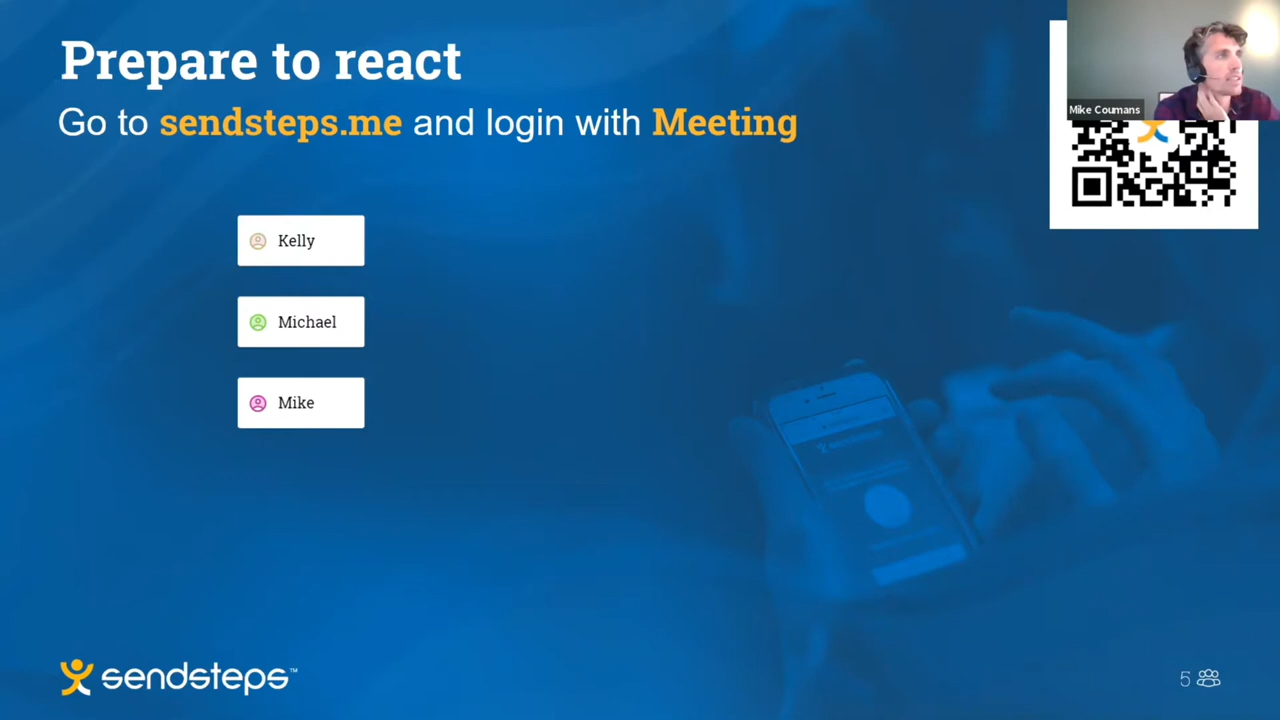 Prepare to react
Go to sendsteps.me and login with Meeting
Mike Coumans
Kelly
Michael
Mike
sendsteps™
5